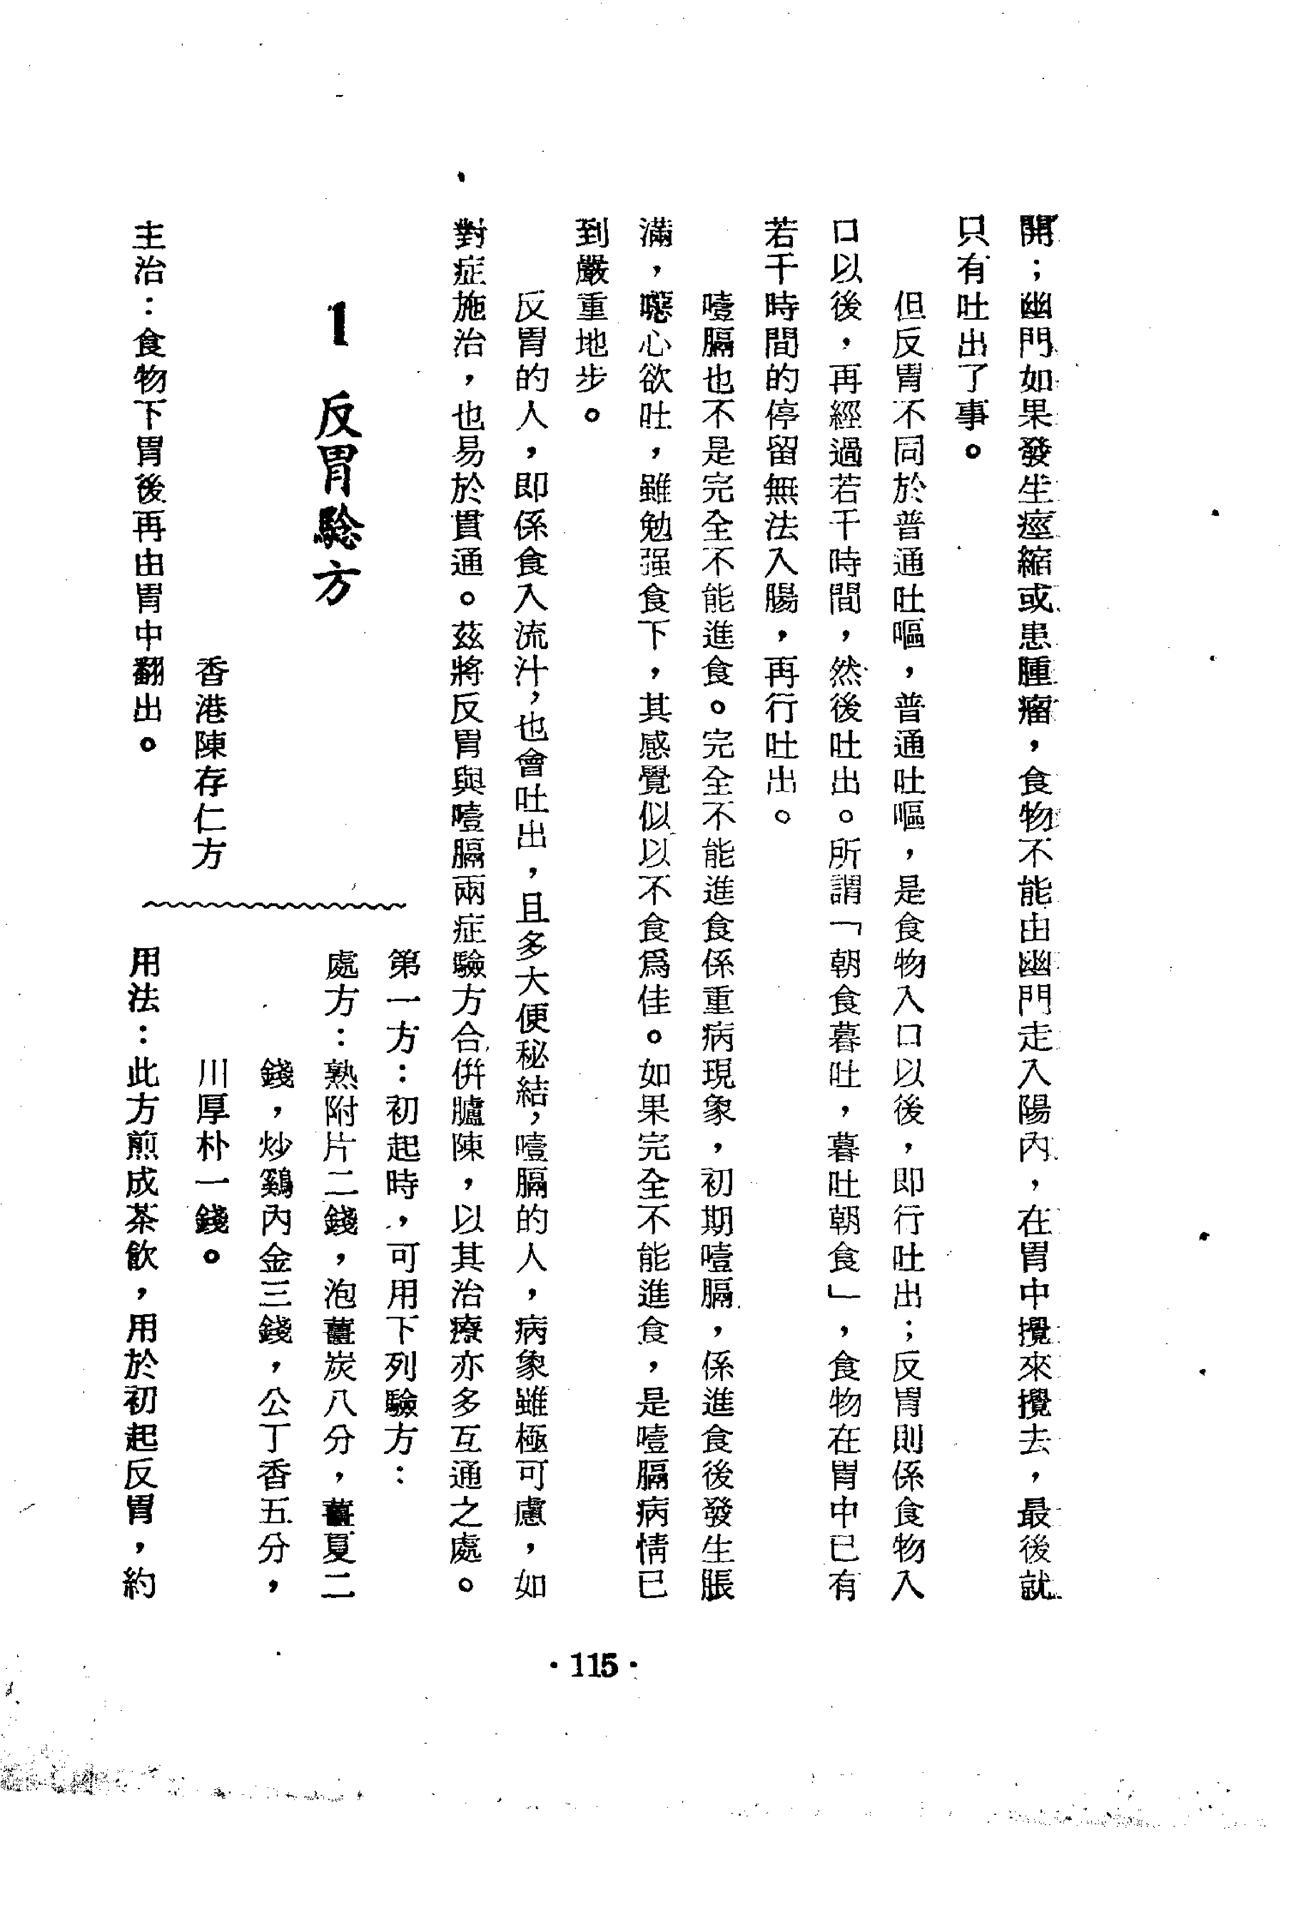 開；幽門如果發生痙縮或患腫瘤，食物不能由幽門走入陽內，在胃中攪來攪去，最後就
只有吐出了事。
但反胃不同於普通吐嘔，普通吐嘔，是食物入口以後，即行吐出；反胃則係食物入
口以後，再經過若干時間，然後吐出。所謂「朝食暮吐，暮吐朝食」，食物在胃中已有
若干時間的停留無法入腸，再行吐出。
噎膈也不是完全不能進食。完全不能進食係重病現象，初期噎膈，係進食後發生脹
滿，噁心欲吐，雖勉强食下，其感覺似以不食爲佳。如果完全不能進食，是噎膈病情已
到嚴重地步。
反胃的人，即係食入流汁，也會吐出，且多大便秘結，噎膈的人，病象雖極可慮，如
對症施治，也易於貫通。茲將反胃與噎膈兩症驗方合併臚陳，以其治療亦多互通之處。
1 反胃驗方
香港陳存仁方
主治：食物下胃後再由胃中翻出。
第一方：初起時，可用下列驗方：
處方：熟附片二錢，泡薑炭八分，薑夏二
錢，炒鷄內金三錢，公丁香五分，
川厚朴一錢。
用法：此方煎成茶飲，用於初起反胃，約
·115·